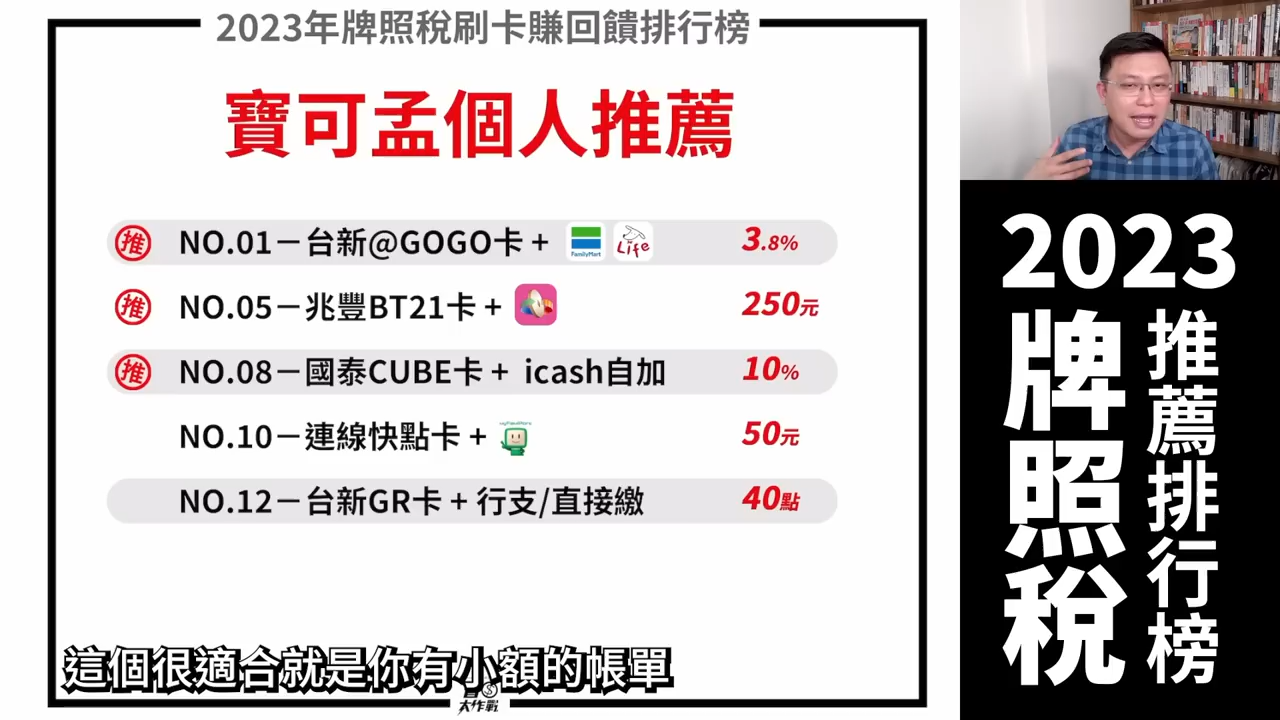 2023年牌照稅刷卡賺回饋排行榜
寶可孟個人推薦
推 NO.01－台新@GOGO卡 + FamilyMart Life 3.8%
推 NO.05－兆豐BT21卡 + 250元
推 NO.08－國泰CUBE卡 + icash自加 10%
NO.10－連線快點卡 + 50元
NO.12－台新GR卡 + 行支/直接繳 40點
這個很適合就是你有小額的帳單
大作戰
2023
牌照稅
推薦排行榜